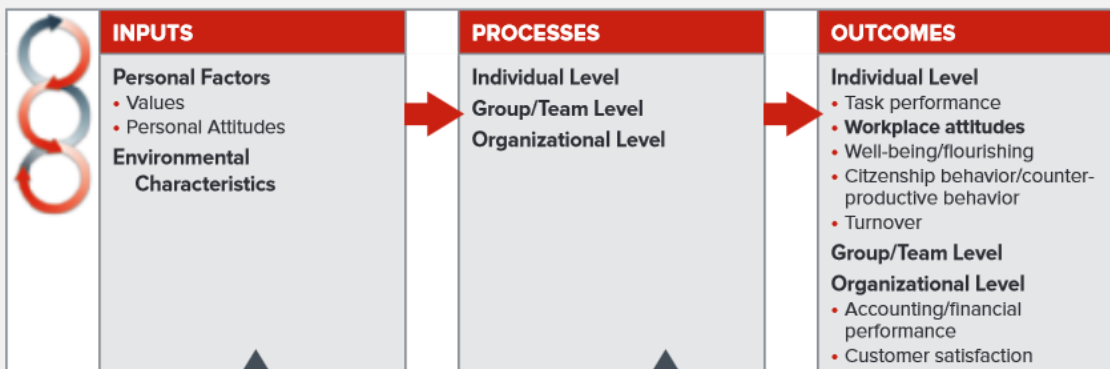 INPUTS
Personal Factors
• Values
• Personal Attitudes
Environmental
Characteristics
PROCESSES
Individual Level
Group/Team Level
Organizational Level
OUTCOMES
Individual Level
• Task performance
• Workplace attitudes
• Well-being/flourishing
• Citzenship behavior/counter-
productive behavior
• Turnover
Group/Team Level
Organizational Level
• Accounting/financial
performance
• Customer satisfaction